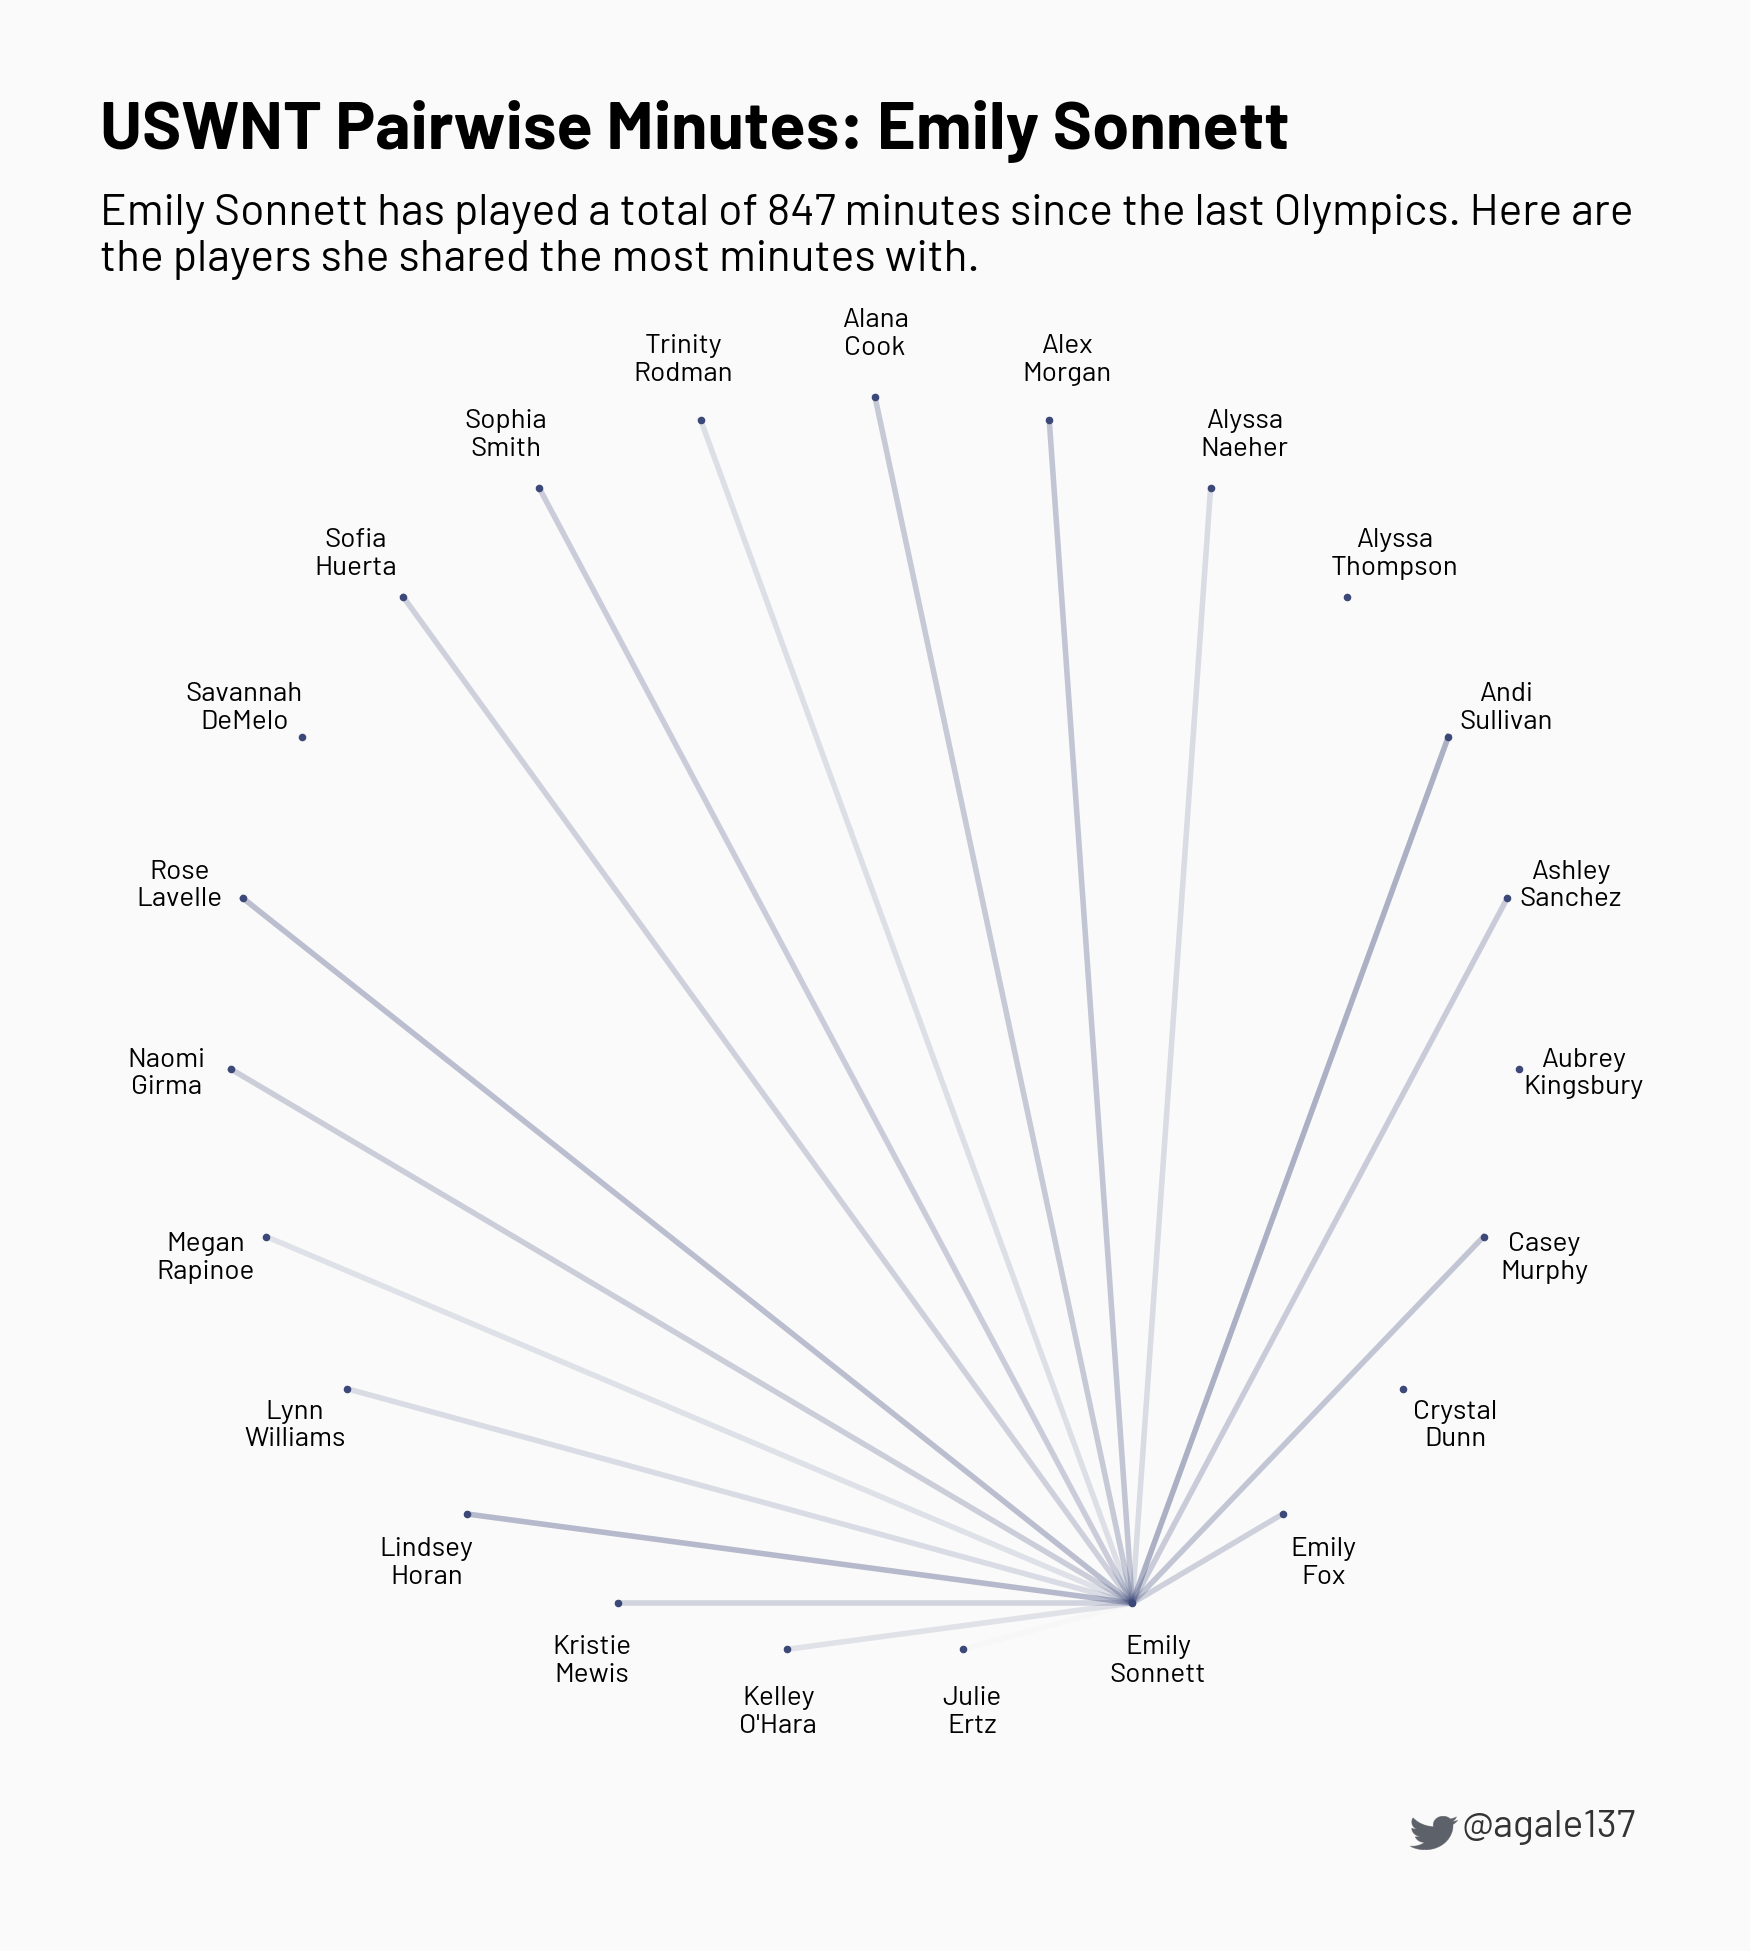 USWNT Pairwise Minutes: Emily Sonnett
Emily Sonnett has played a total of 847 minutes since the last Olympics. Here are
the players she shared the most minutes with.
Alana
Cook
Trinity
Rodman
Alex
Morgan
Sophia
Smith
Alyssa
Naeher
Sofia
Huerta
Alyssa
Thompson
Savannah
DeMelo
Andi
Sullivan
Rose
Lavelle
Ashley
Sanchez
Naomi
Girma
Aubrey
Kingsbury
Megan
Rapinoe
Casey
Murphy
Lynn
Williams
Crystal
Dunn
Lindsey
Horan
Emily
Fox
Kristie
Mewis
Emily
Sonnett
Kelley
O'Hara
Julie
Ertz
@agale137